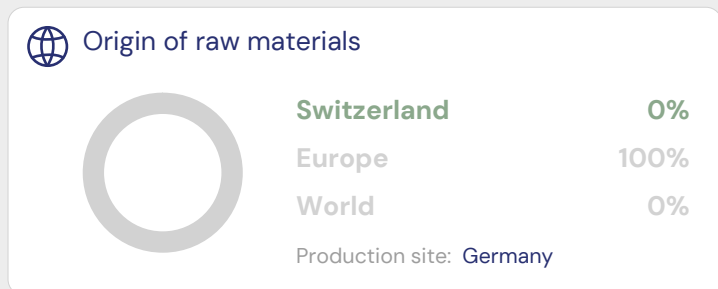 Origin of raw materials
Switzerland 0%
Europe 100%
World 0%
Production site: Germany